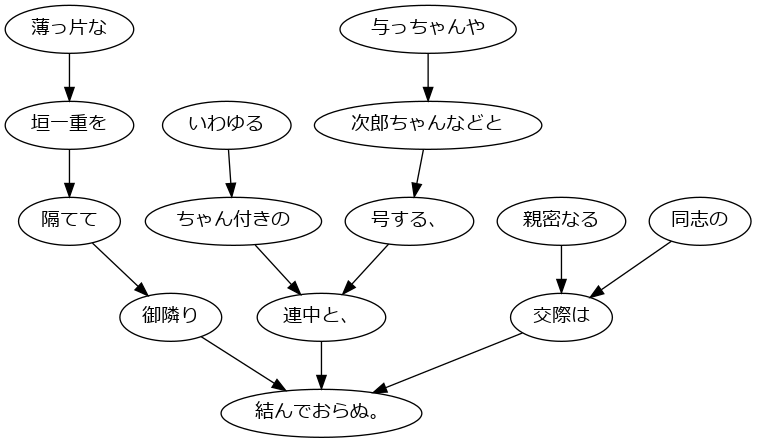 薄っ片な
与っちゃんや
垣一重を
いわゆる
次郎ちゃんなどと
隔てて
ちゃん付きの
号する、
親密なる
同志の
御隣り
連中と、
交際は
結んでおらぬ。